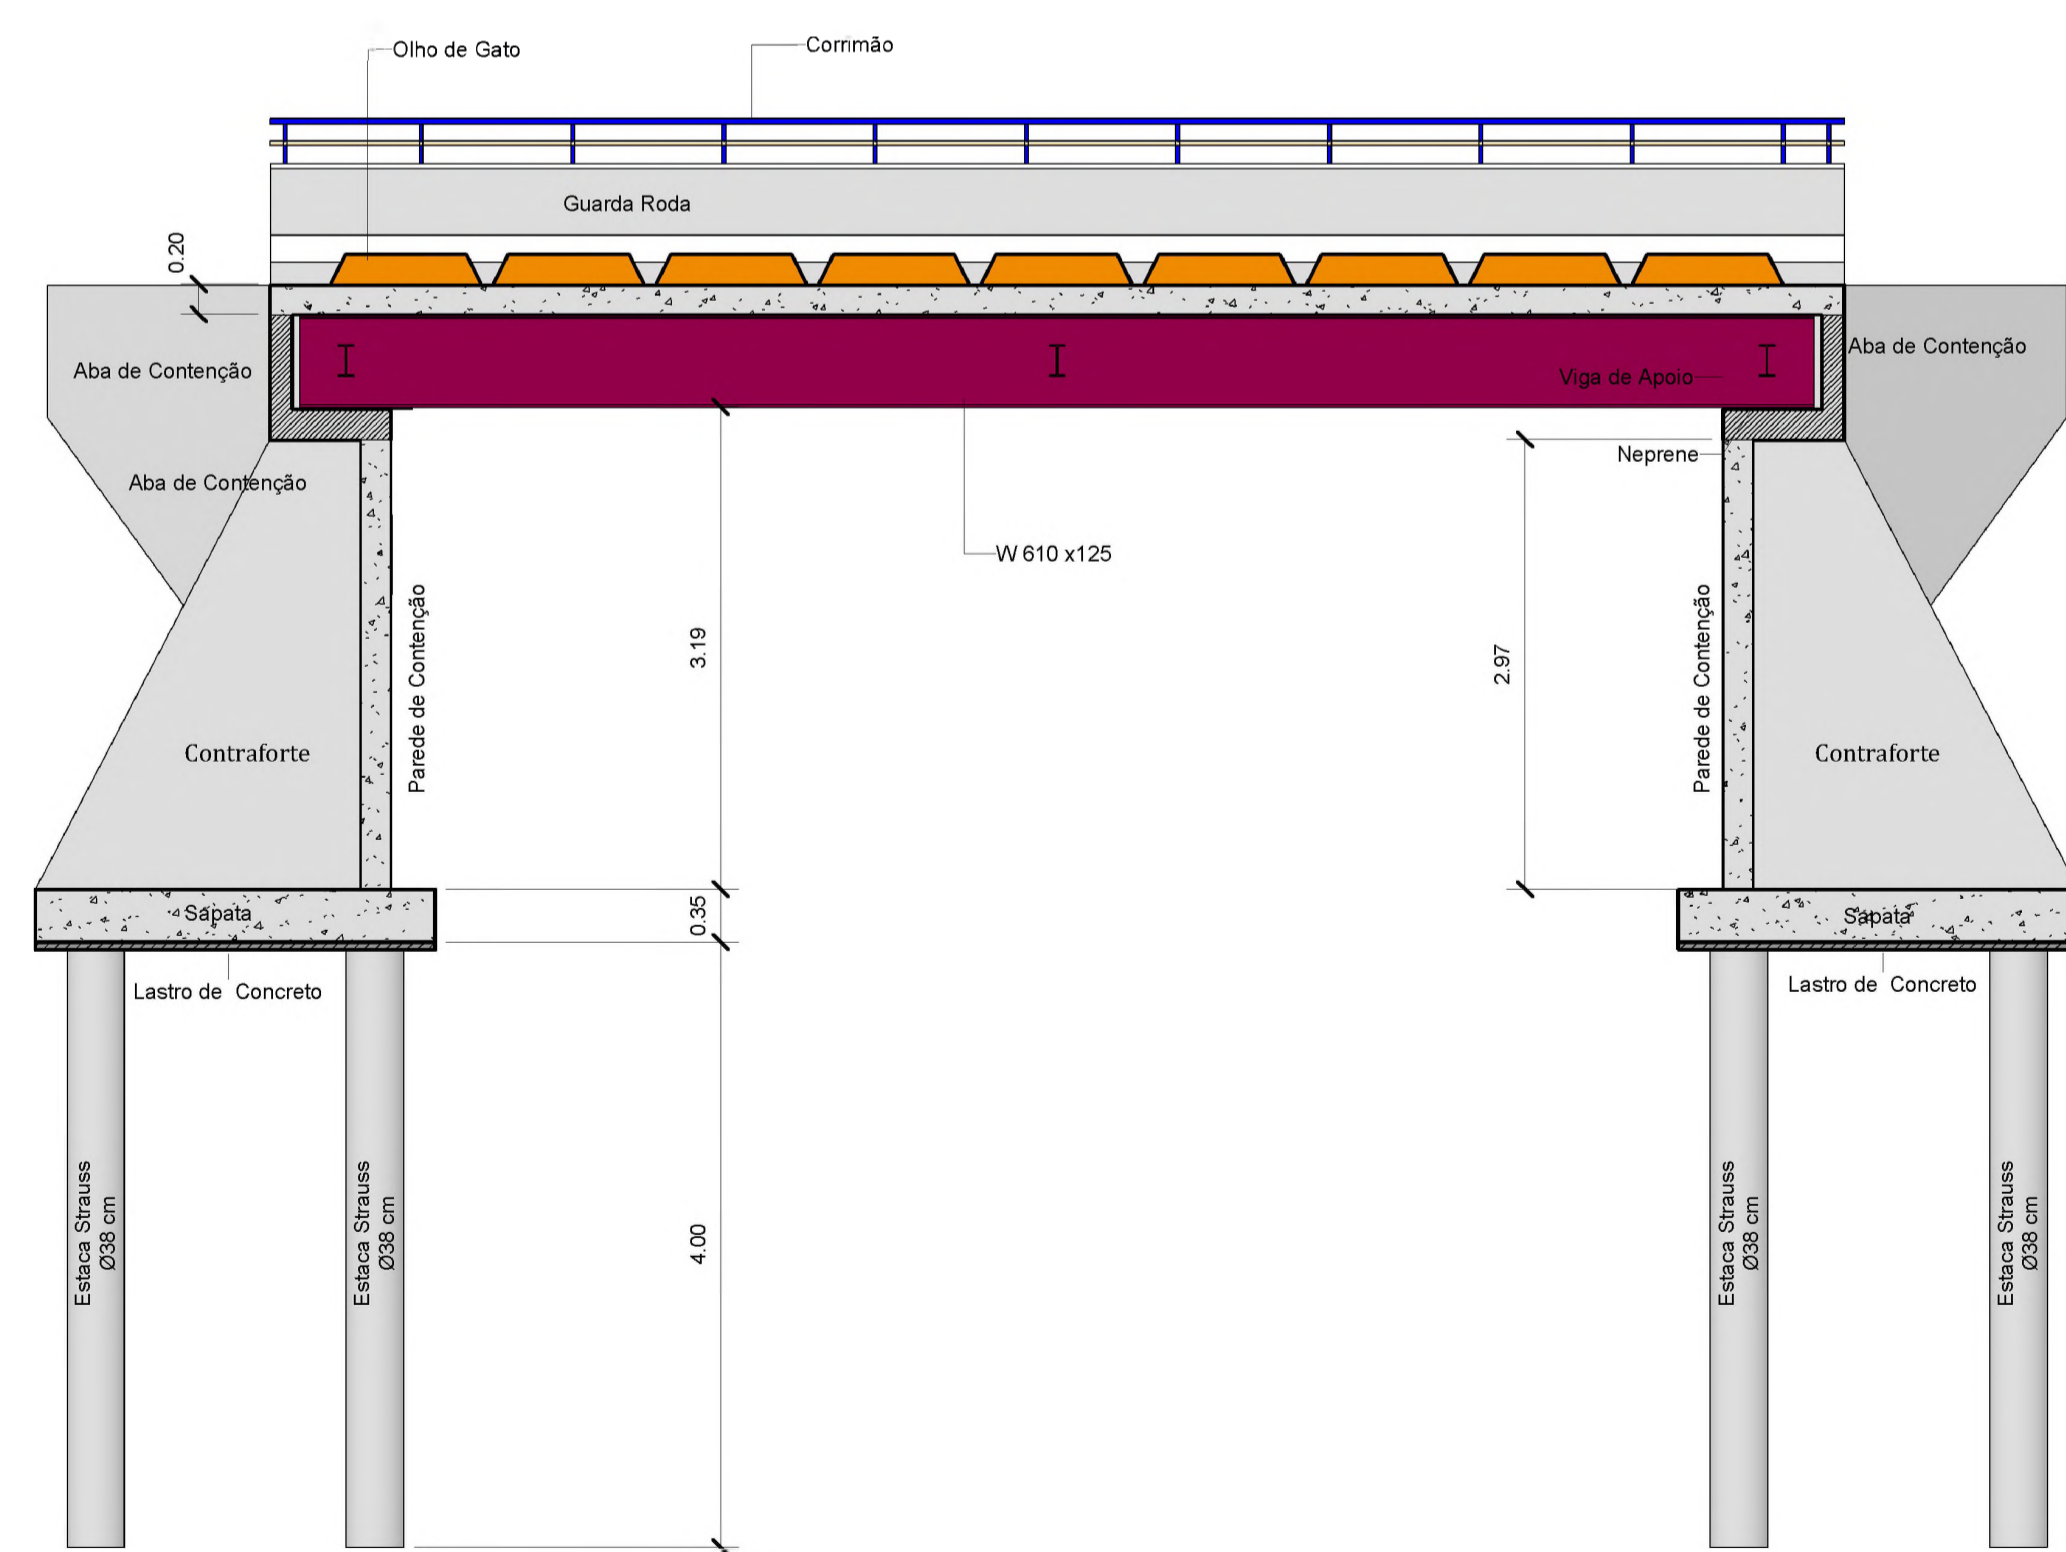 Olho de Gato
Corrimão
Guarda Roda
0.20
Aba de Contenção
Aba de Contenção
Viga de Apoio
Aba de Contenção
Neprene
W 610 x125
Parede de Contenção
3.19
2.97
Parede de Contenção
Contraforte
Contraforte
Sapata
0.35
Sapata
Lastro de Concreto
Lastro de Concreto
Estaca Strauss
Ø38 cm
Estaca Strauss
Ø38 cm
4.00
Estaca Strauss
Ø38 cm
Estaca Strauss
Ø38 cm